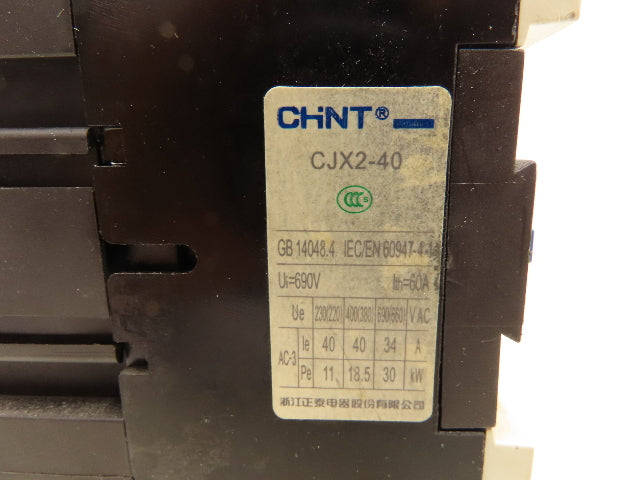 CHNT®
CJX2-40
CCC S
GB 14048.4 IEC/EN 60947-4-1
Ui=690V Ith=60A
Ue 230(220) 400(380) 690(660) V AC
AC-3 Ie 40 40 34 A
Pe 11 18.5 30 kW
浙江正泰电器股份有限公司